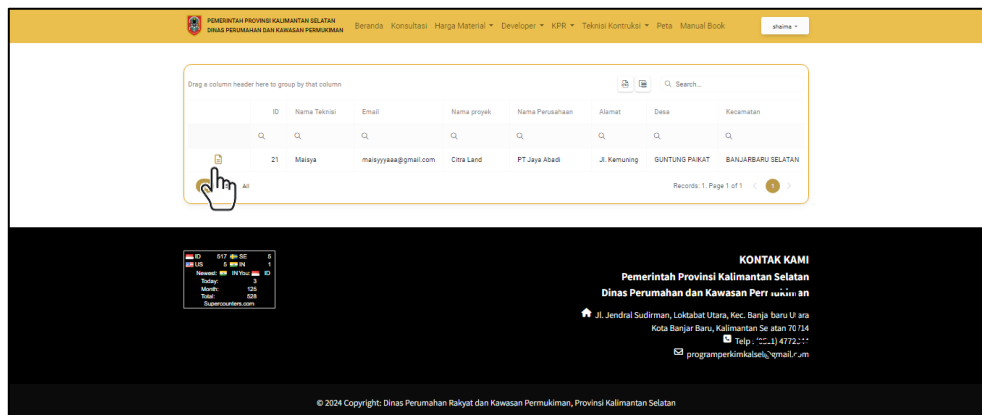 PEMERINTAH PROVINSI KALIMANTAN SELATAN
DINAS PERUMAHAN DAN KAWASAN PERMUKIMAN
Beranda Konsultasi Harga Material Developer KPR Teknisi Kontruksi Peta Manual Book
shaima
Drag a column header here to group by that column
Search...
ID Nama Teknisi Email Nama proyek Nama Perusahaan Alamat Desa Kecamatan
21 Maisya maisyyyaaa@gmail.com Citra Land PT Jaya Abadi Jl. Kemuning GUNTUNG PAIKAT BANJARBARU SELATAN
All
Records: 1. Page 1 of 1 < 1 >
ID 517 SE 5
US 5 IN 1
Newest: IN You: ID
Today: 3
Month: 125
Total: 528
Supercounters.com
KONTAK KAMI
Pemerintah Provinsi Kalimantan Selatan
Dinas Perumahan dan Kawasan Permukiman
Jl. Jendral Sudirman, Loktabat Utara, Kec. Banjarbaru Utara
Kota Banjar Baru, Kalimantan Selatan 70714
Telp :
© 2024 Copyright: Dinas Perumahan Rakyat dan Kawasan Permukiman, Provinsi Kalimantan Selatan